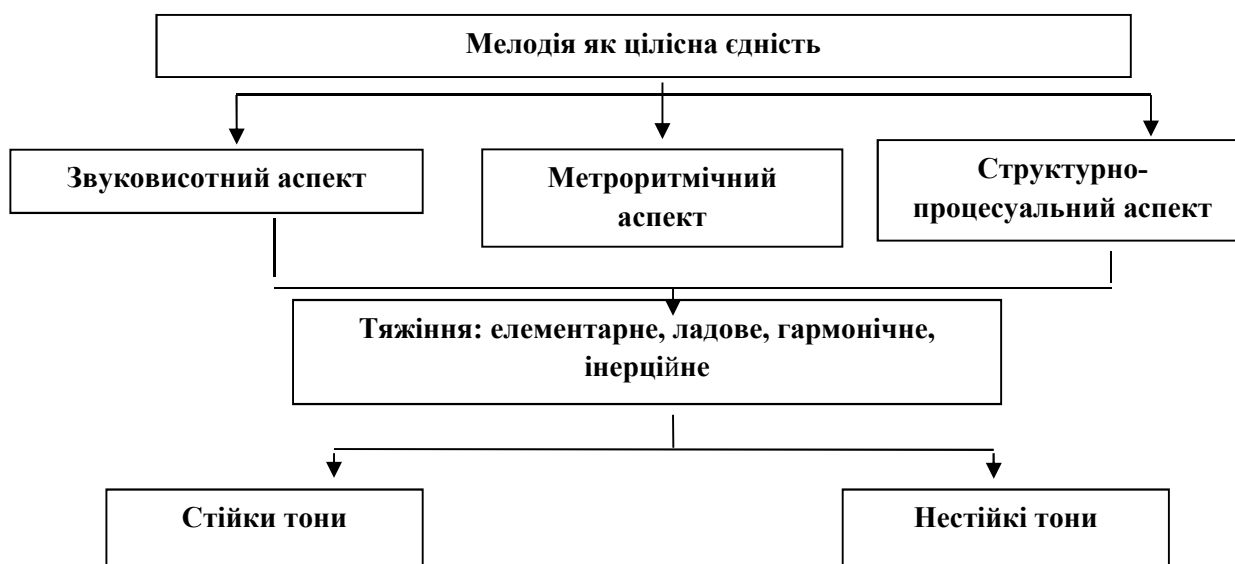 Мелодія як цілісна єдність
Звуковисотний аспект
Метроритмічний
аспект
Структурно-
процесуальний аспект
Тяжіння: елементарне, ладове, гармонічне,
інерційне
Стійки тони
Нестійкі тони